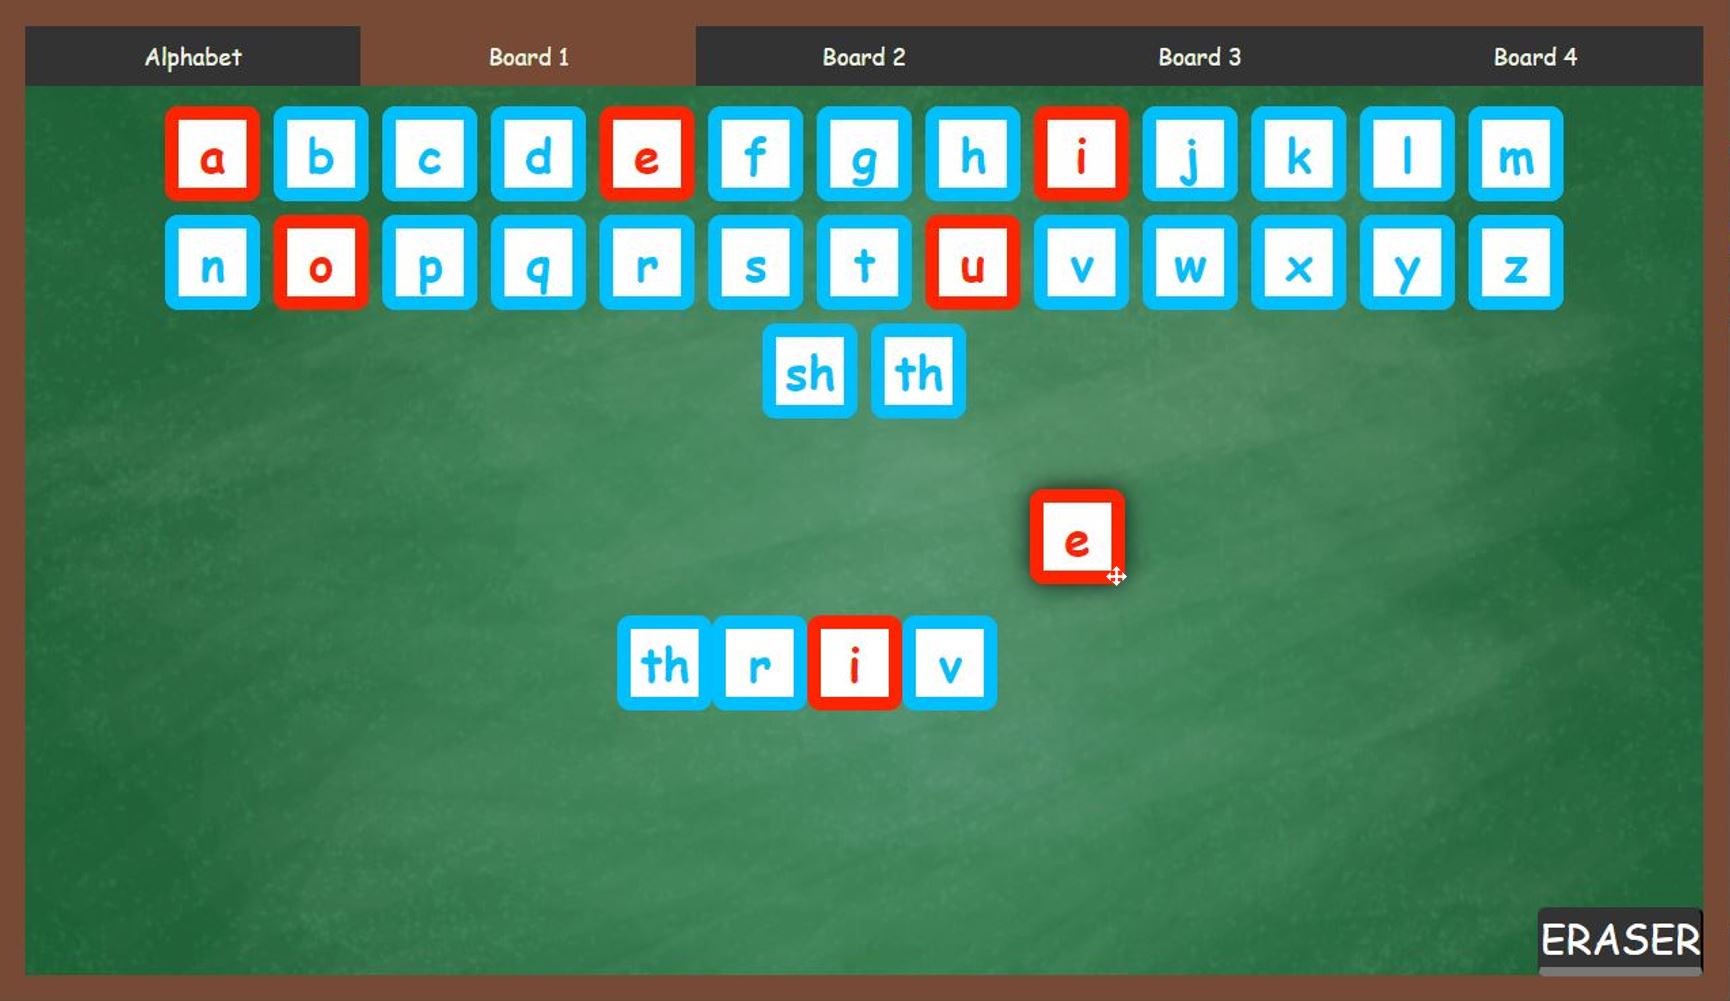 Alphabet Board 1 Board 2 Board 3 Board 4
a b c d e f g h i j k l m
n o p q r s t u v w x y z
sh th
e
th r i v
ERASER